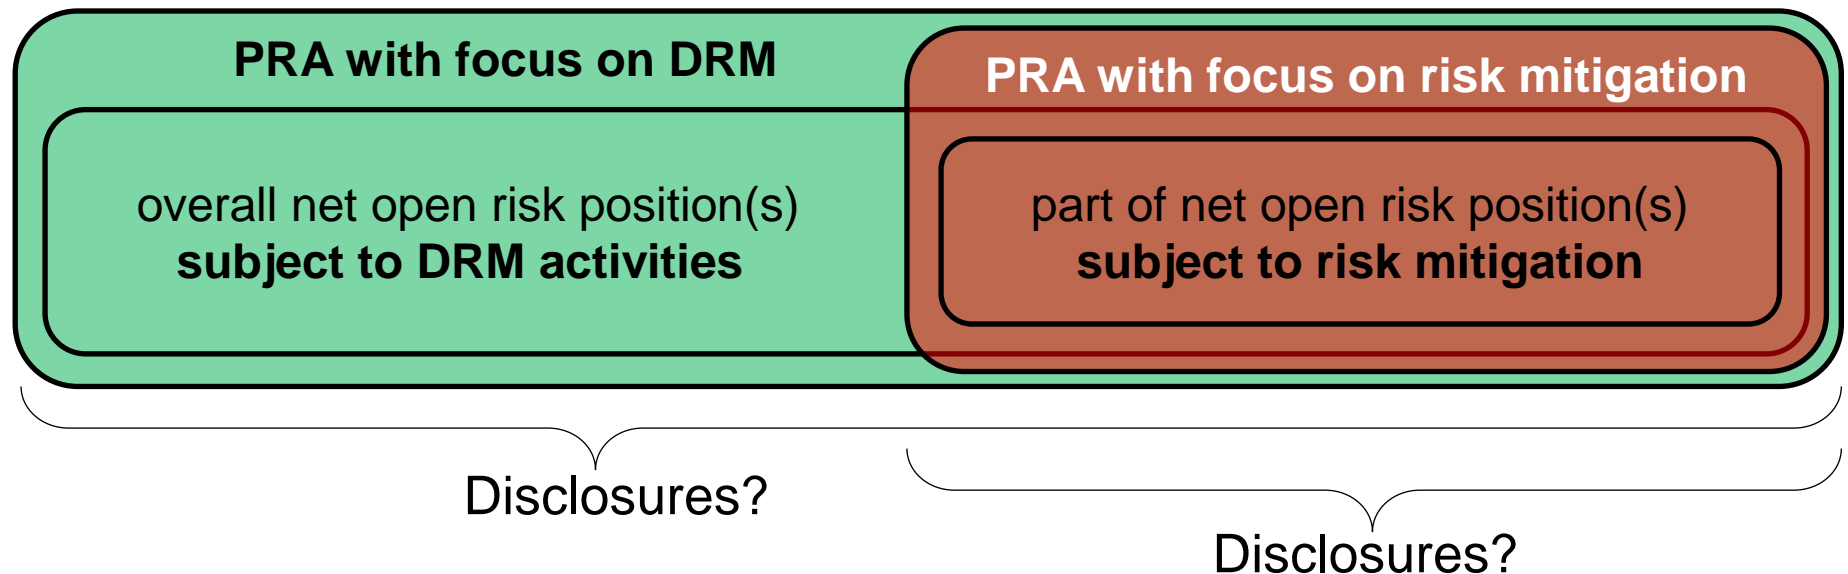 PRA with focus on DRM
PRA with focus on risk mitigation
overall net open risk position(s)
subject to DRM activities
part of net open risk position(s)
subject to risk mitigation
Disclosures?
Disclosures?